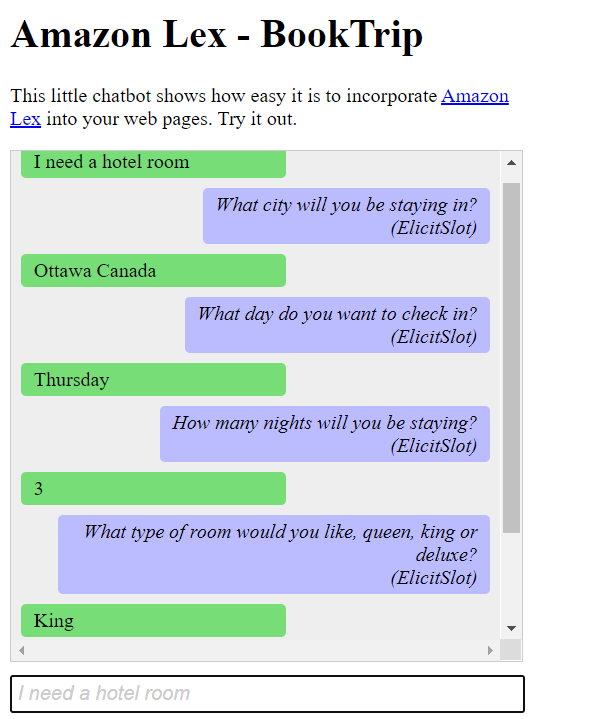 Amazon Lex - BookTrip
This little chatbot shows how easy it is to incorporate Amazon
Lex into your web pages. Try it out.
I need a hotel room
What city will you be staying in?
(ElicitSlot)
Ottawa Canada
What day do you want to check in?
(ElicitSlot)
Thursday
How many nights will you be staying?
(ElicitSlot)
3
What type of room would you like, queen, king or
deluxe?
(ElicitSlot)
King
I need a hotel room